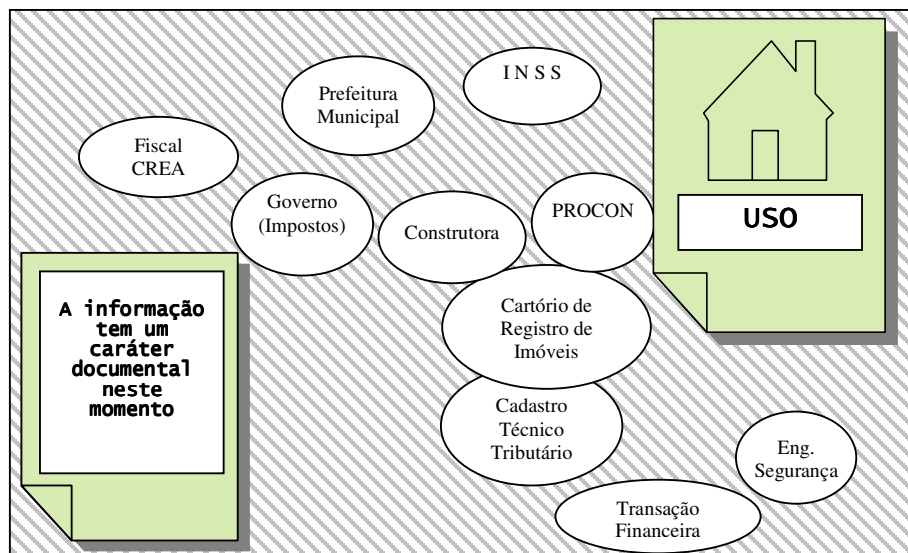 I N S S
Prefeitura
Municipal
Fiscal
CREA
Governo
(Impostos)
Construtora
PROCON
USO
A informação
tem um
caráter
documental
neste
momento
Cartório de
Registro de
Imóveis
Cadastro
Técnico
Tributário
Eng.
Segurança
Transação
Financeira